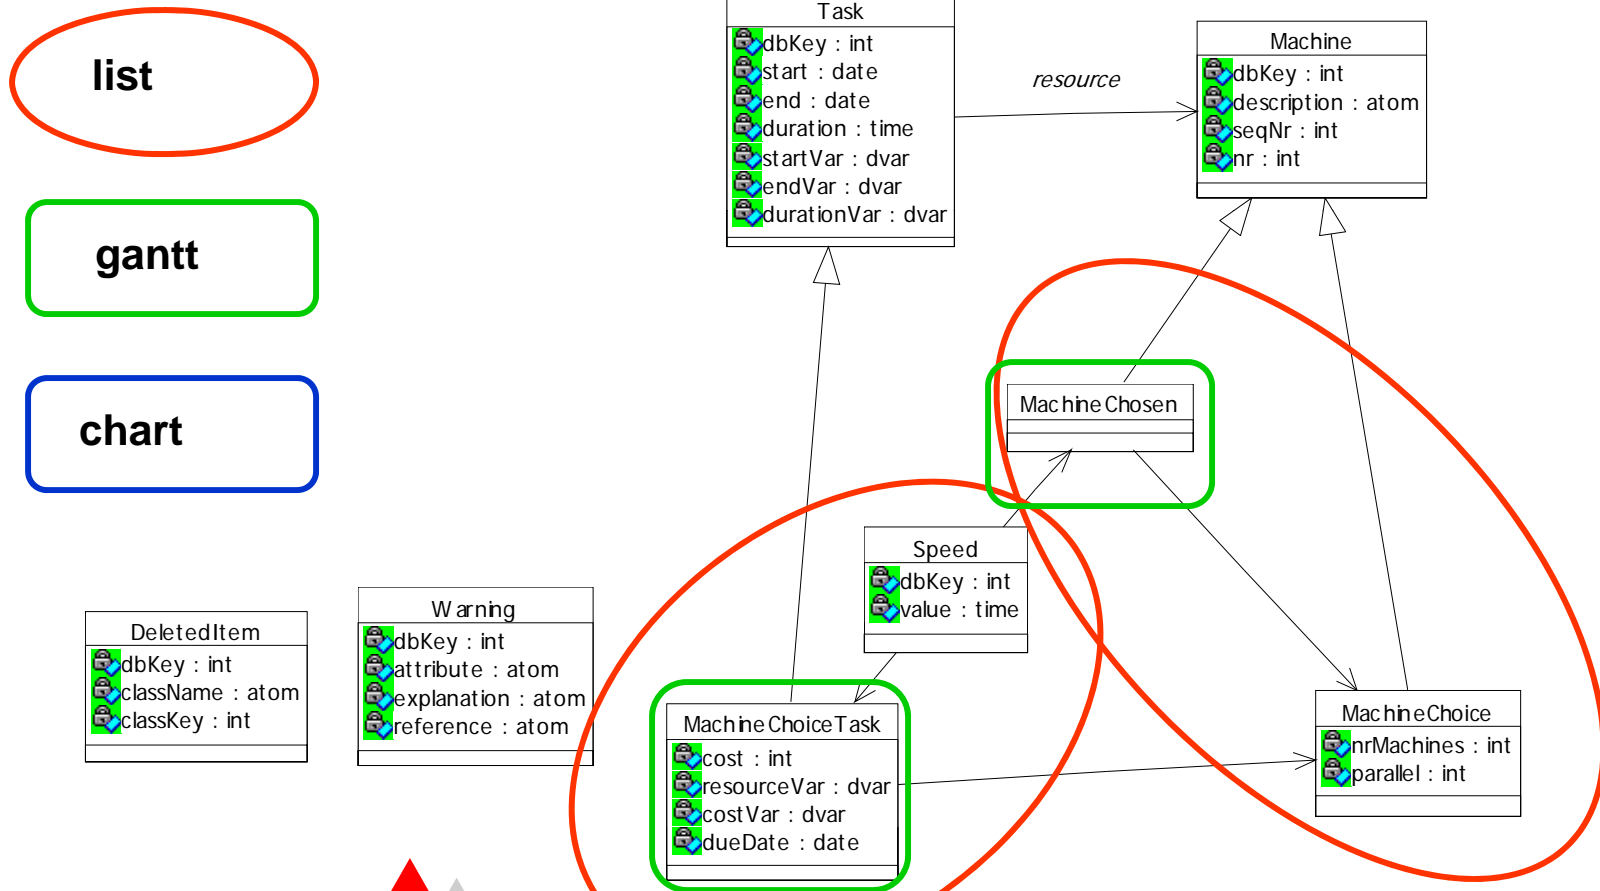 list
gantt
chart
Task
dbKey : int
start : date
end : date
duration : time
startVar : dvar
endVar : dvar
durationVar : dvar
resource
Machine
dbKey : int
description : atom
seqNr : int
nr : int
MachineChosen
Speed
dbKey : int
value : time
DeletedItem
dbKey : int
className : atom
classKey : int
Warning
dbKey : int
attribute : atom
explanation : atom
reference : atom
MachineChoiceTask
cost : int
resourceVar : dvar
costVar : dvar
dueDate : date
MachineChoice
nrMachines : int
parallel : int